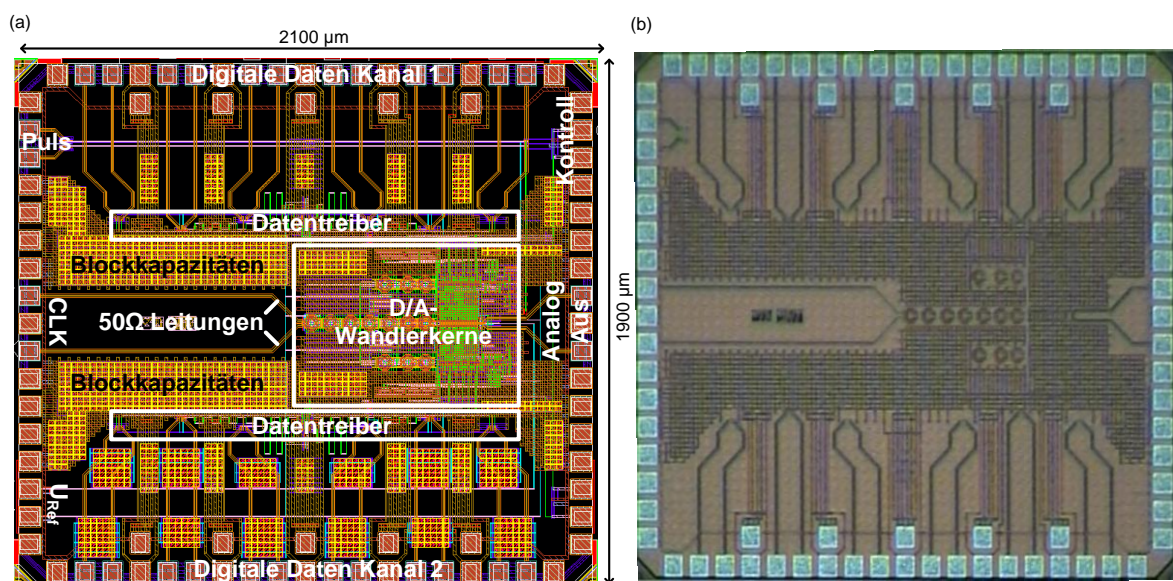 (a)
(b)
2100 µm
Digitale Daten Kanal 1
Puls
Kontroll
Datentreiber
Blockkapazitäten
CLK
50Ω Leitungen
D/A-
Wandlerkerne
Analog
Aus
1900 µm
Blockkapazitäten
Datentreiber
URef
Digitale Daten Kanal 2